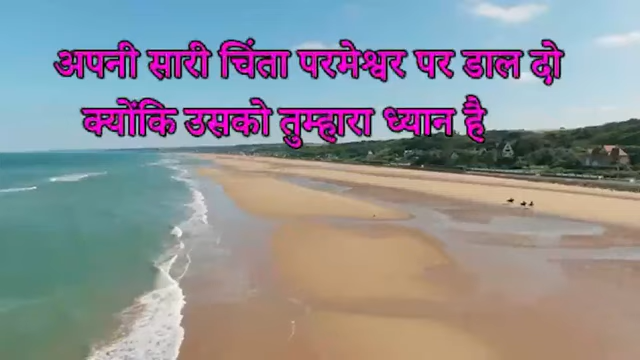 अपनी सारी चिंता परमेश्वर पर डाल दो
क्योंकि उसको तुम्हारा ध्यान है